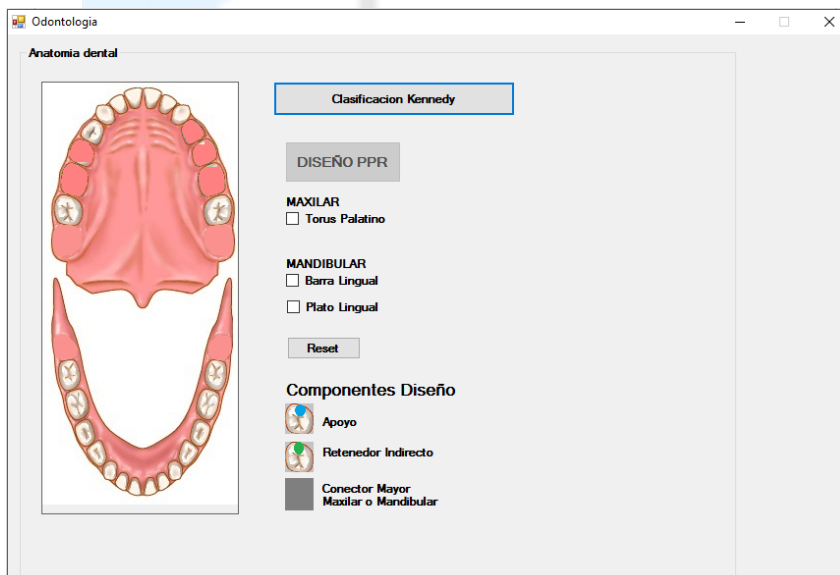 Odontologia
Anatomia dental
Clasificacion Kennedy
DISEÑO PPR
MAXILAR
Torus Palatino
MANDIBULAR
Barra Lingual
Plato Lingual
Reset
Componentes Diseño
Apoyo
Retenedor Indirecto
Conector Mayor
Maxilar o Mandibular